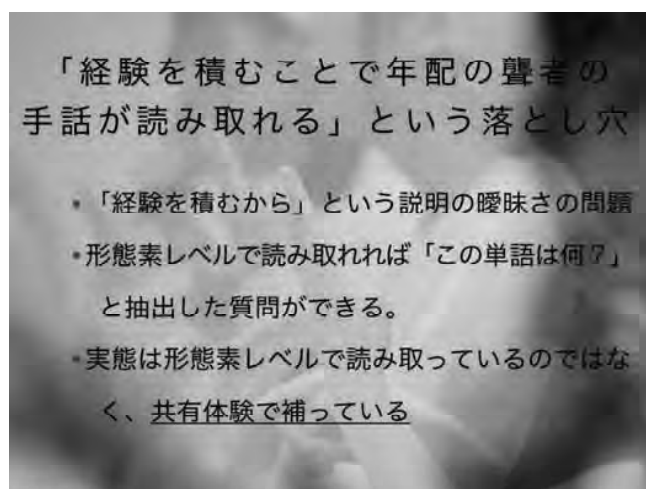 「経験を積むことで年配の聾者の
手話が読み取れる」という落とし穴
・「経験を積むから」という説明の曖昧さの問題
・形態素レベルで読み取れれば「この単語は何？」
と抽出した質問ができる。
・実態は形態素レベルで読み取っているのではな
く、共有体験で補っている